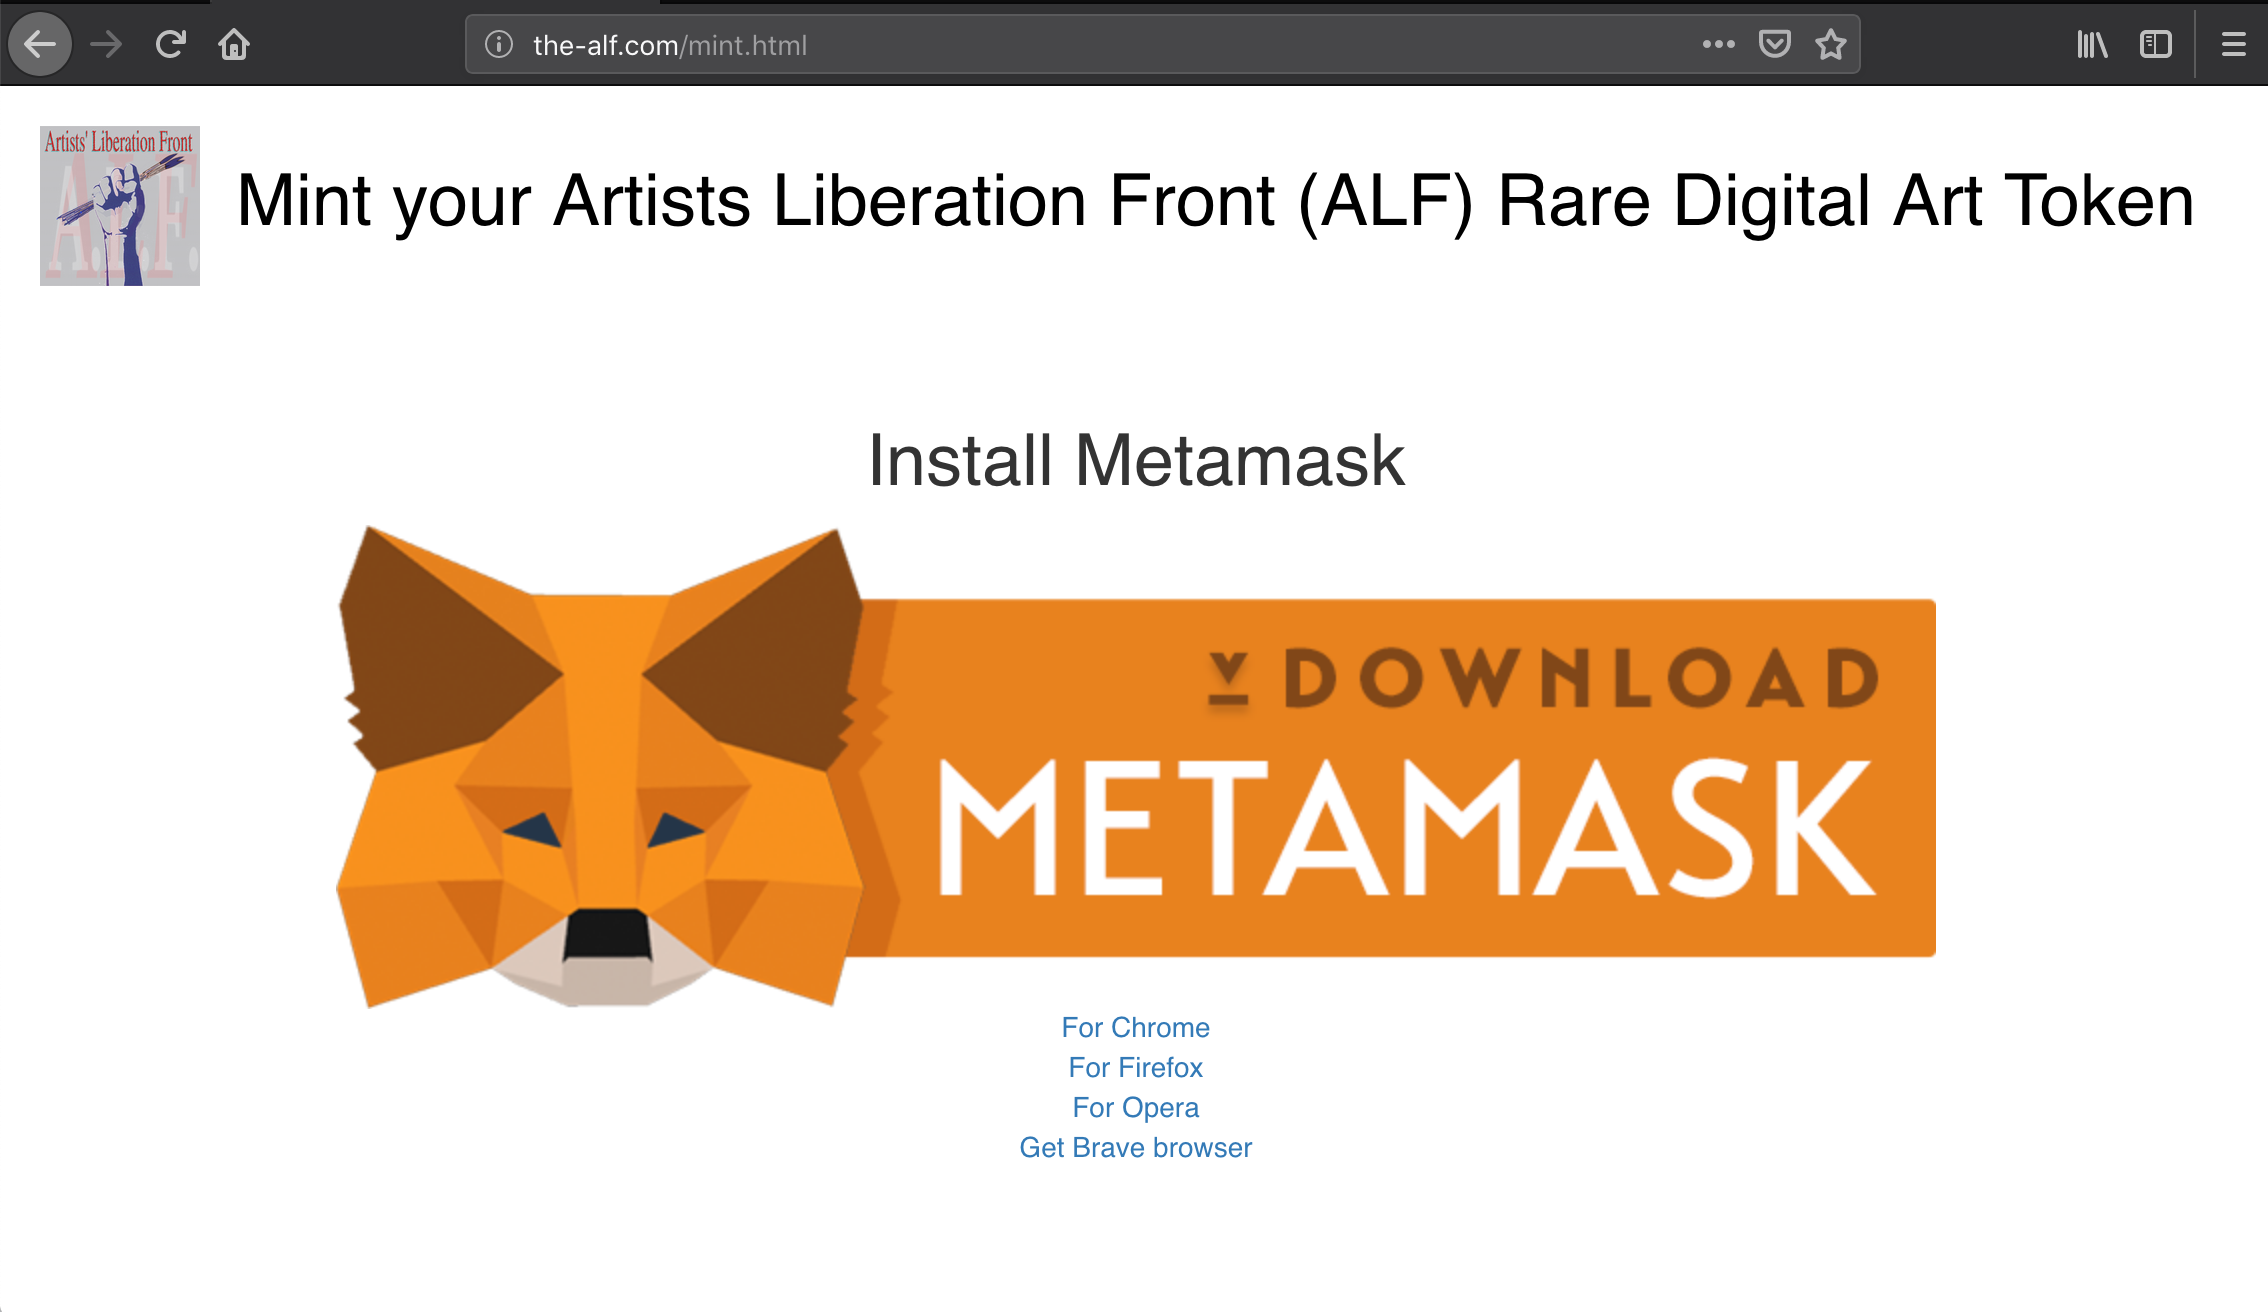 the-alf.com/mint.html
Artists' Liberation Front
A.L.F.
Mint your Artists Liberation Front (ALF) Rare Digital Art Token
Install Metamask
DOWNLOAD
METAMASK
For Chrome
For Firefox
For Opera
Get Brave browser